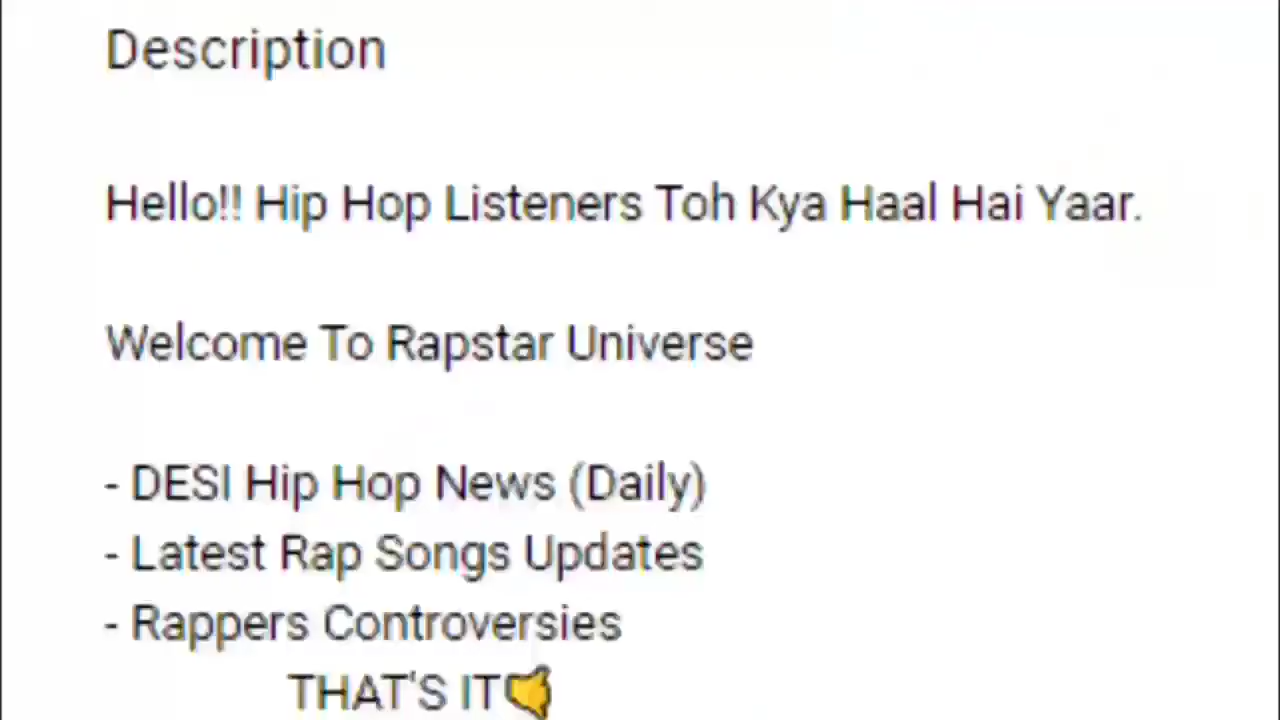 Description
Hello!! Hip Hop Listeners Toh Kya Haal Hai Yaar.
Welcome To Rapstar Universe
- DESI Hip Hop News (Daily)
- Latest Rap Songs Updates
- Rappers Controversies
THAT'S IT🤙